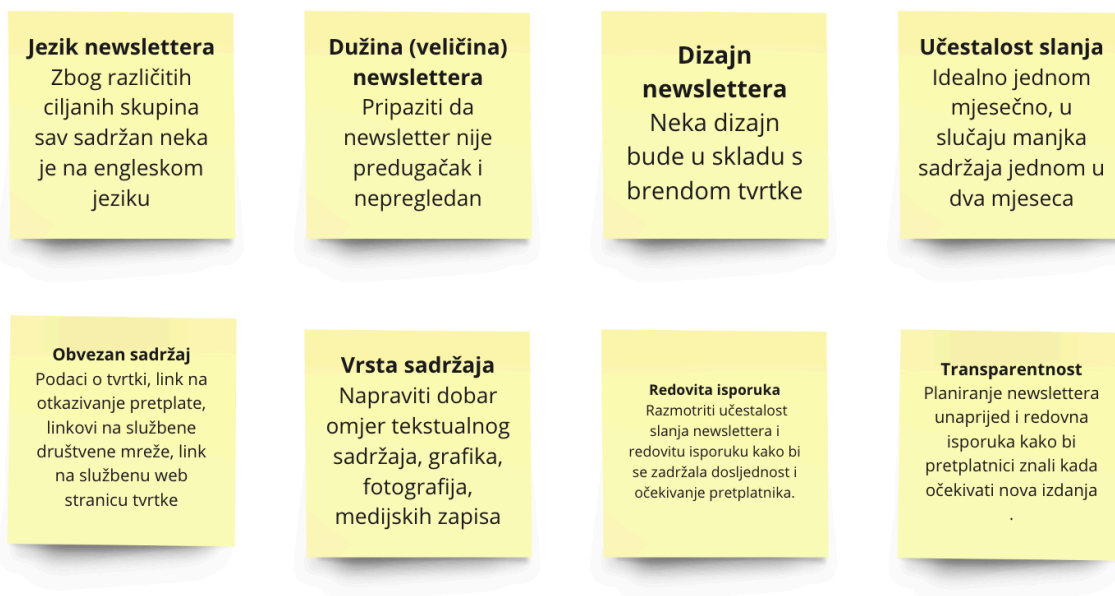 Jezik newslettera
Zbog različitih
ciljanih skupina
sav sadržan neka
je na engleskom
jeziku
Dužina (veličina)
newslettera
Pripaziti da
newsletter nije
predugačak i
nepregledan
Dizajn
newslettera
Neka dizajn
bude u skladu s
brendom tvrtke
Učestalost slanja
Idealno jednom
mjesečno, u
slučaju manjka
sadržaja jednom u
dva mjeseca
Obvezan sadržaj
Podaci o tvrtki, link na
otkazivanje pretplate,
linkovi na službene
društvene mreže, link
na službenu web
stranicu tvrtke
Vrsta sadržaja
Napraviti dobar
omjer tekstualnog
sadržaja, grafika,
fotografija,
medijskih zapisa
Redovita isporuka
Razmotriti učestalost
slanja newslettera i
redovitu isporuku kako bi
se zadržala dosljednost i
očekivanje pretplatnika.
Transparentnost
Planiranje newslettera
unaprijed i redovna
isporuka kako bi
pretplatnici znali kada
očekivati nova izdanja
.